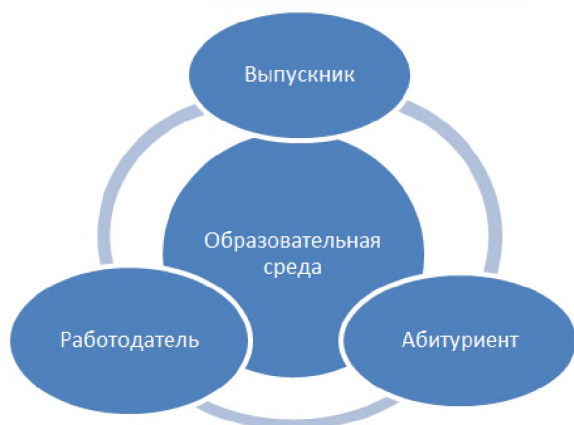 Выпускник
Образовательная
среда
Работодатель
Абитуриент